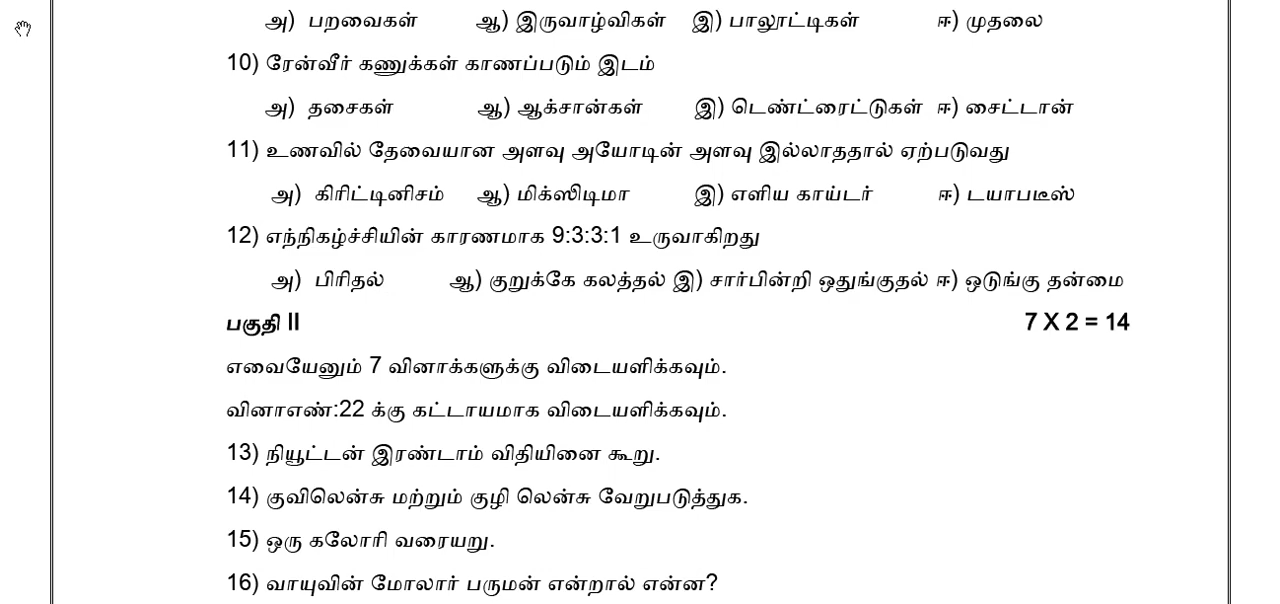 அ) பறவைகள் ஆ) இருவாழ்விகள் இ) பாலூட்டிகள் ஈ) முதலை
10) ரேன்வீர் கணுக்கள் காணப்படும் இடம்
அ) தசைகள் ஆ) ஆக்சான்கள் இ) டெண்ட்ரைட்டுகள் ஈ) சைட்டான்
11) உணவில் தேவையான அளவு அயோடின் அளவு இல்லாததால் ஏற்படுவது
அ) கிரிட்டினிசம் ஆ) மிக்ஸிடிமா இ) எளிய காய்டர் ஈ) டயாபடீஸ்
12) எந்நிகழ்ச்சியின் காரணமாக 9:3:3:1 உருவாகிறது
அ) பிரிதல் ஆ) குறுக்கே கலத்தல் இ) சார்பின்றி ஒதுங்குதல் ஈ) ஒடுங்கு தன்மை
பகுதி II 7 X 2 = 14
எவையேனும் 7 வினாக்களுக்கு விடையளிக்கவும்.
வினாஎண்:22 க்கு கட்டாயமாக விடையளிக்கவும்.
13) நியூட்டன் இரண்டாம் விதியினை கூறு.
14) குவிலென்சு மற்றும் குழி லென்சு வேறுபடுத்துக.
15) ஒரு கலோரி வரையறு.
16) வாயுவின் மோலார் பருமன் என்றால் என்ன?